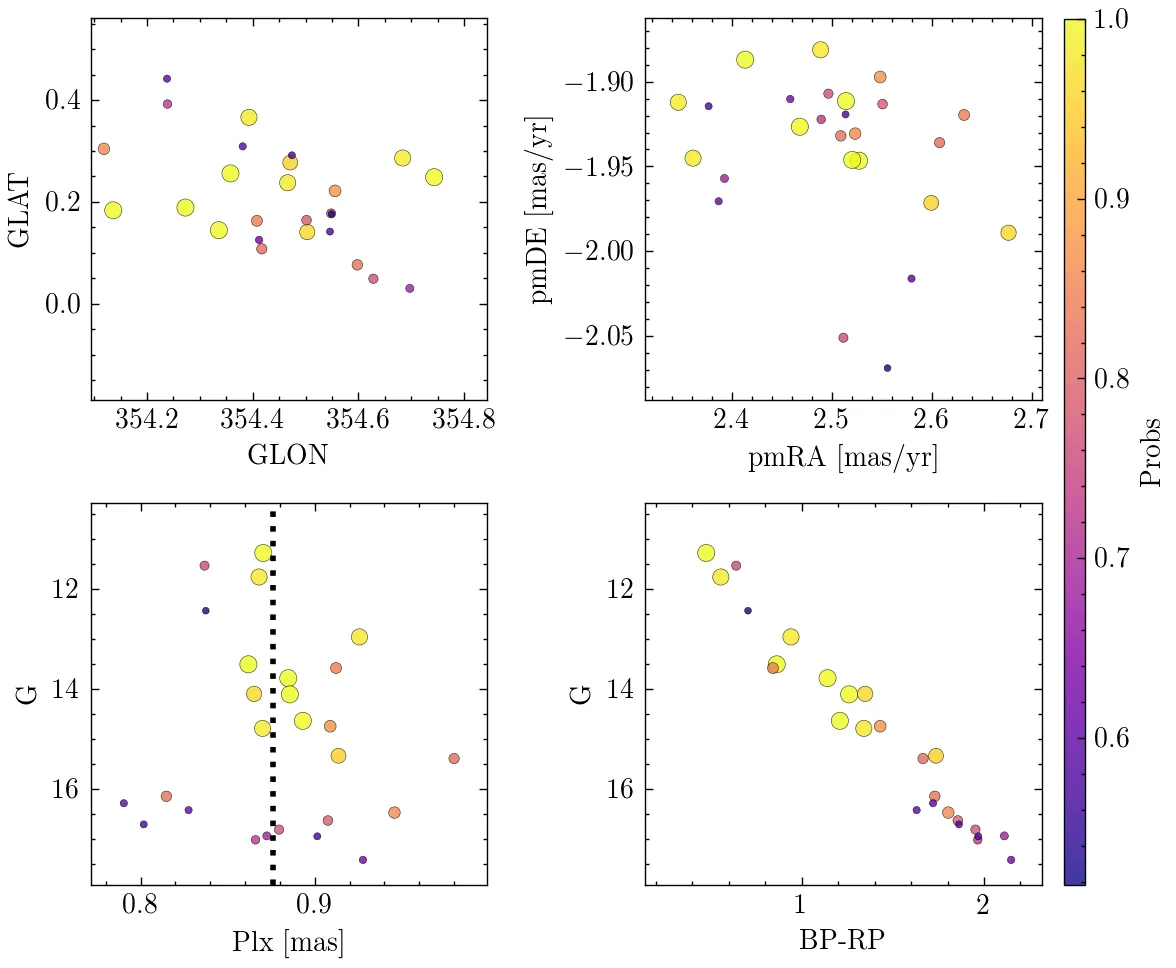 GLAT
0.4
0.2
0.0
354.2 354.4 354.6 354.8
GLON
pmDE [mas/yr]
−1.90
−1.95
−2.00
−2.05
2.4 2.5 2.6 2.7
pmRA [mas/yr]
G
12
14
16
0.8 0.9
Plx [mas]
G
12
14
16
1 2
BP-RP
1.0
0.9
0.8
0.7
0.6
Probs